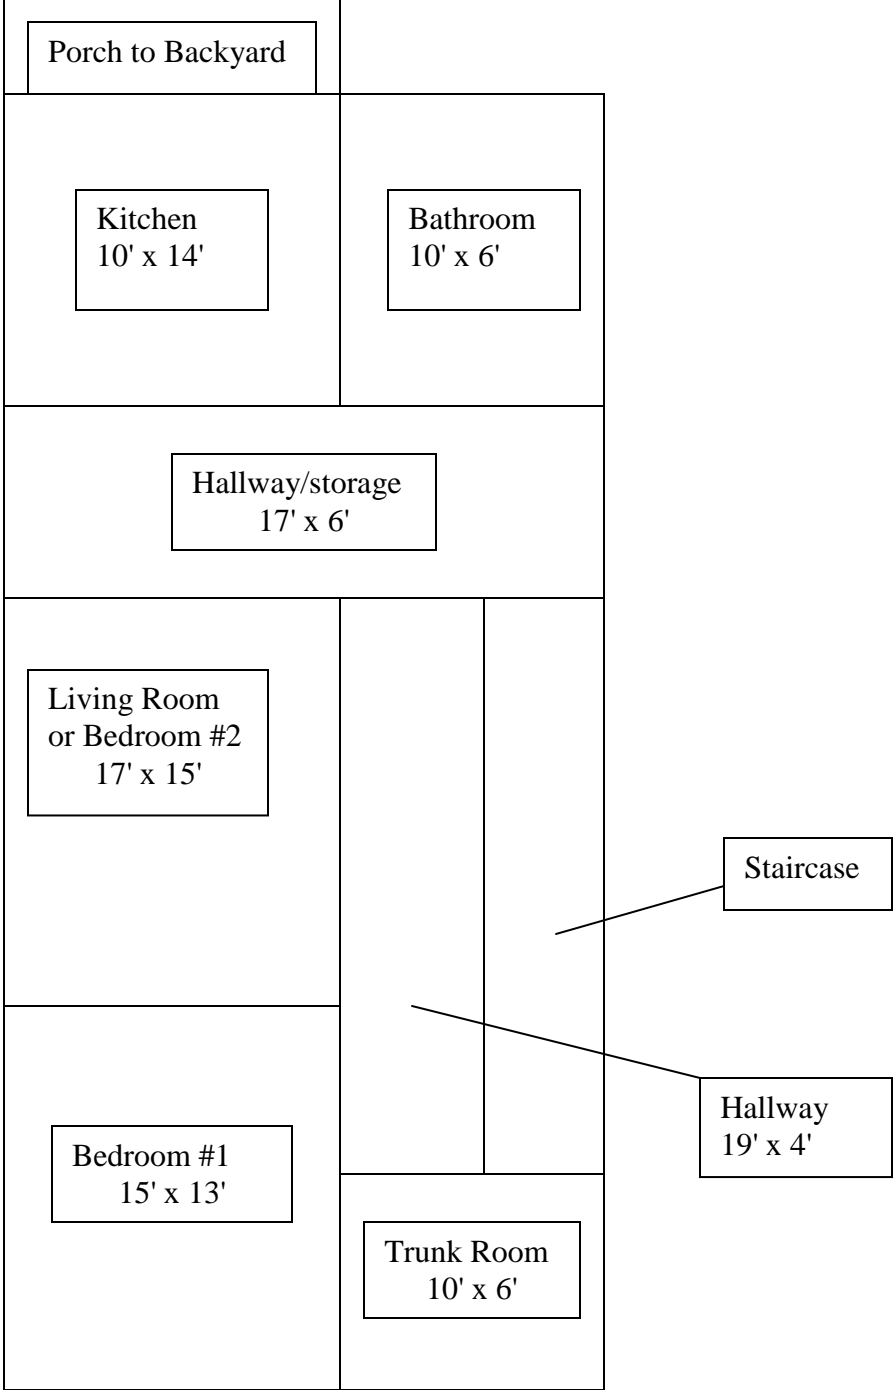 Porch to Backyard
Kitchen
10' x 14'
Bathroom
10' x 6'
Hallway/storage
17' x 6'
Living Room
or Bedroom #2
17' x 15'
Staircase
Hallway
19' x 4'
Bedroom #1
15' x 13'
Trunk Room
10' x 6'